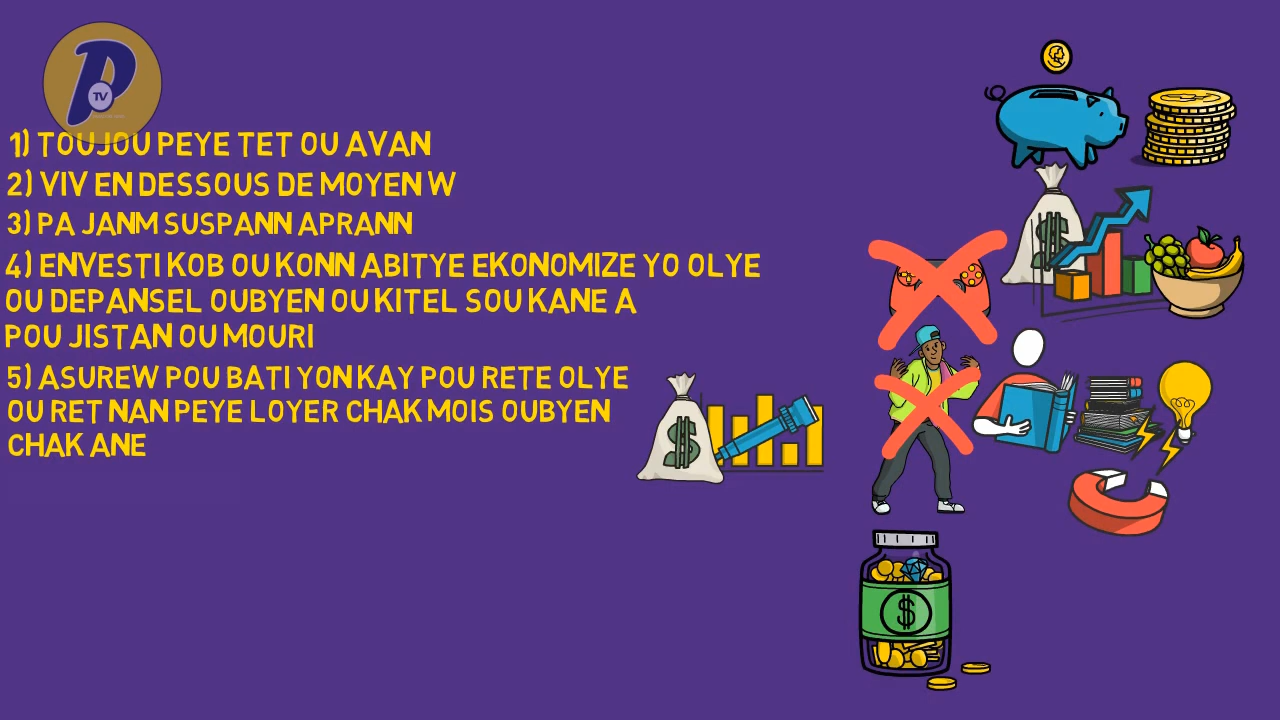 P
TV
1) TOUJOU PEYE TET OU AVAN
2) VIV EN DESSOUS DE MOYEN W
3) PA JANM SUSPANN APRANN
4) ENVESTI KOB OU KONN ABITYE EKONOMIZE YO OLYE
OU DEPANSEL OUBYEN OU KITEL SOU KANE A
POU JISTAN OU MOURI
5) ASUREW POU BATI YON KAY POU RETE OLYE
OU RET NAN PEYE LOYER CHAK MOIS OUBYEN
CHAK ANE
$
$
$